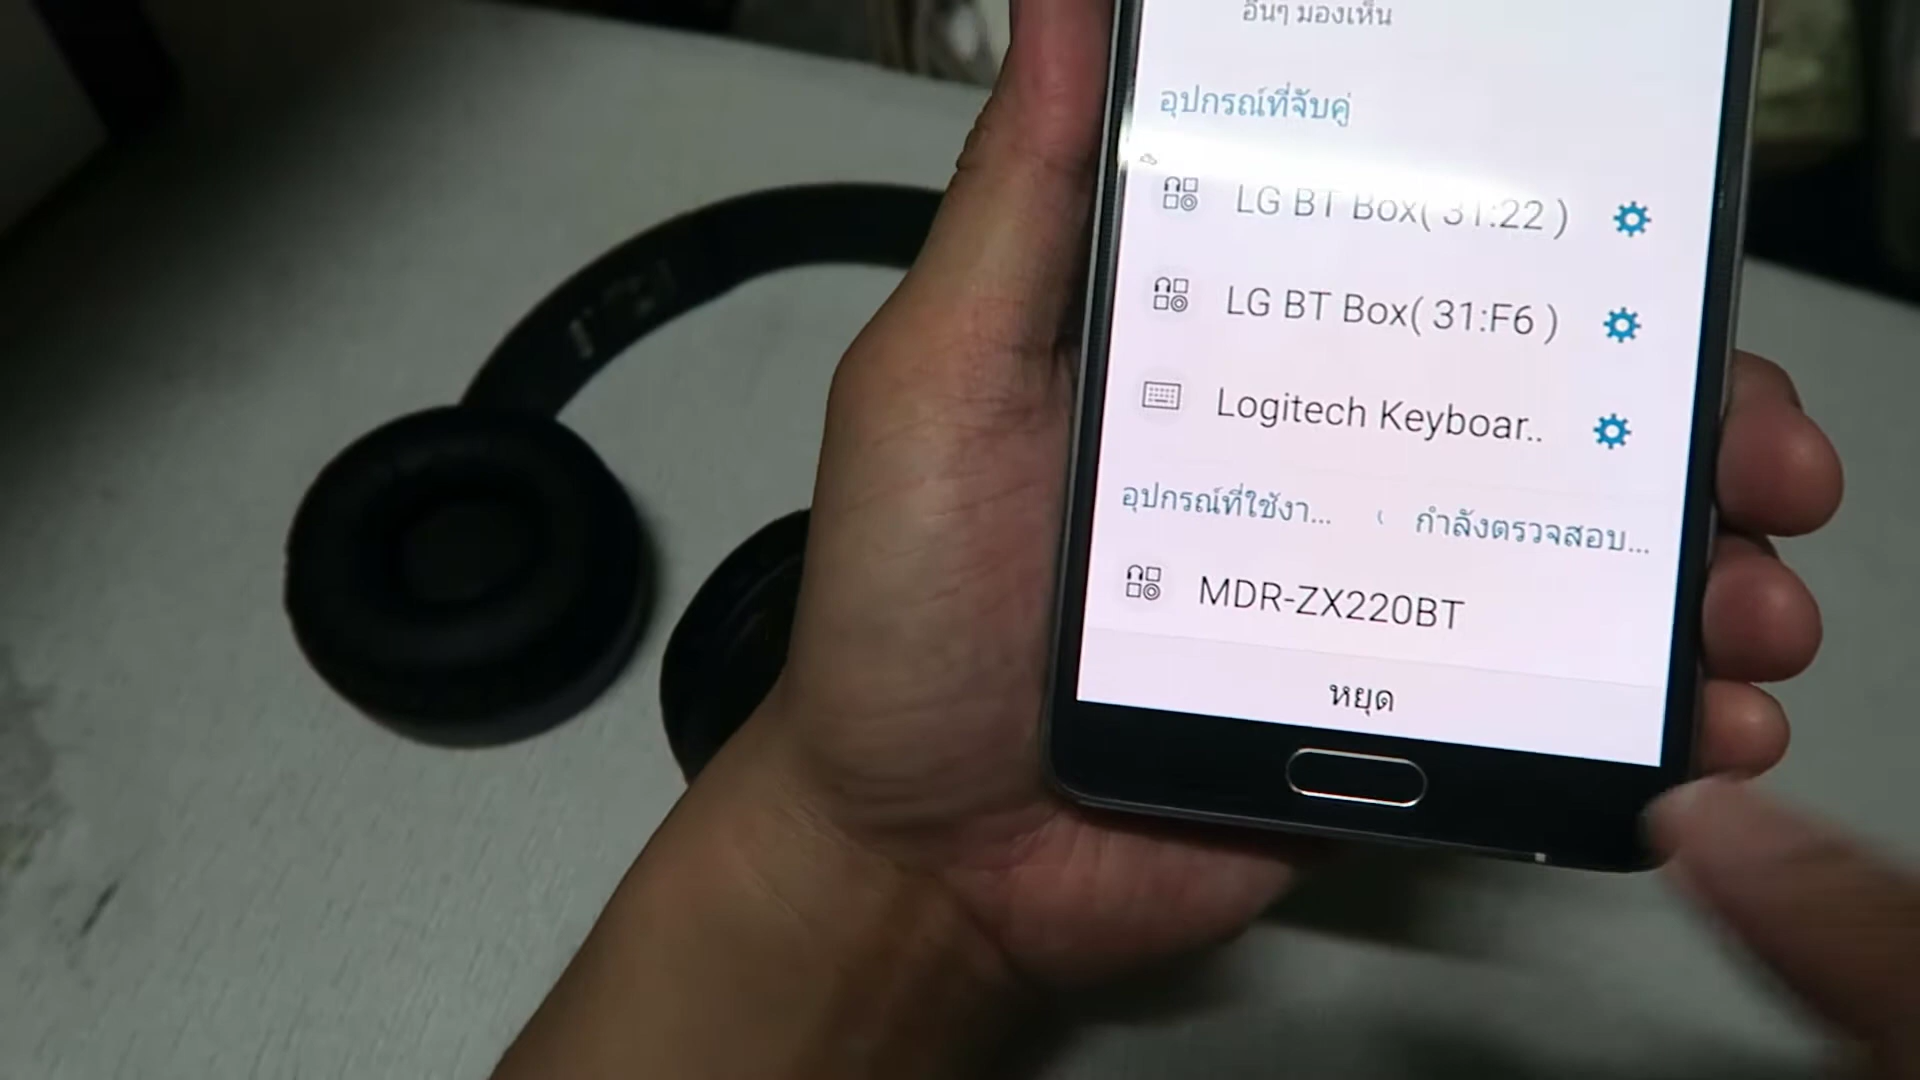 อื่นๆ มองเห็น
อุปกรณ์ที่จับคู่
LG BT Box( 31:22 )
LG BT Box( 31:F6 )
Logitech Keyboar..
อุปกรณ์ที่ใช้งา... กำลังตรวจสอบ...
MDR-ZX220BT
หยุด